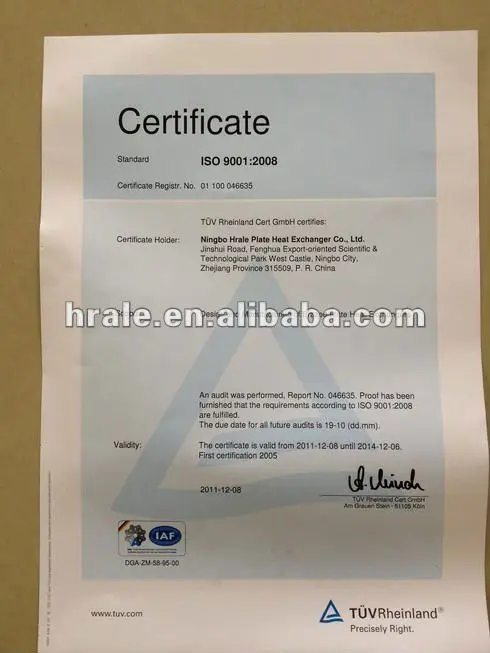 Certificate
Standard ISO 9001:2008
Certificate Registr. No. 01 100 046635
TÜV Rheinland Cert GmbH certifies:
Certificate Holder: Ningbo Hrale Plate Heat Exchanger Co., Ltd.
Jinshui Road, Fenghua Export-oriented Scientific &
Technological Park West Castle, Ningbo City,
Zhejiang Province 315509, P. R. China
hrale.en.alibaba.com
An audit was performed, Report No. 046635. Proof has been
furnished that the requirements according to ISO 9001:2008
are fulfilled.
The due date for all future audits is 19-10 (dd.mm).
Validity: The certificate is valid from 2011-12-08 until 2014-12-06.
First certification 2005
2011-12-08
TÜV Rheinland Cert GmbH
Am Grauen Stein · 51105 Köln
IAF
DGA-ZM-58-95-00
www.tuv.com
TÜVRheinland®
Precisely Right.